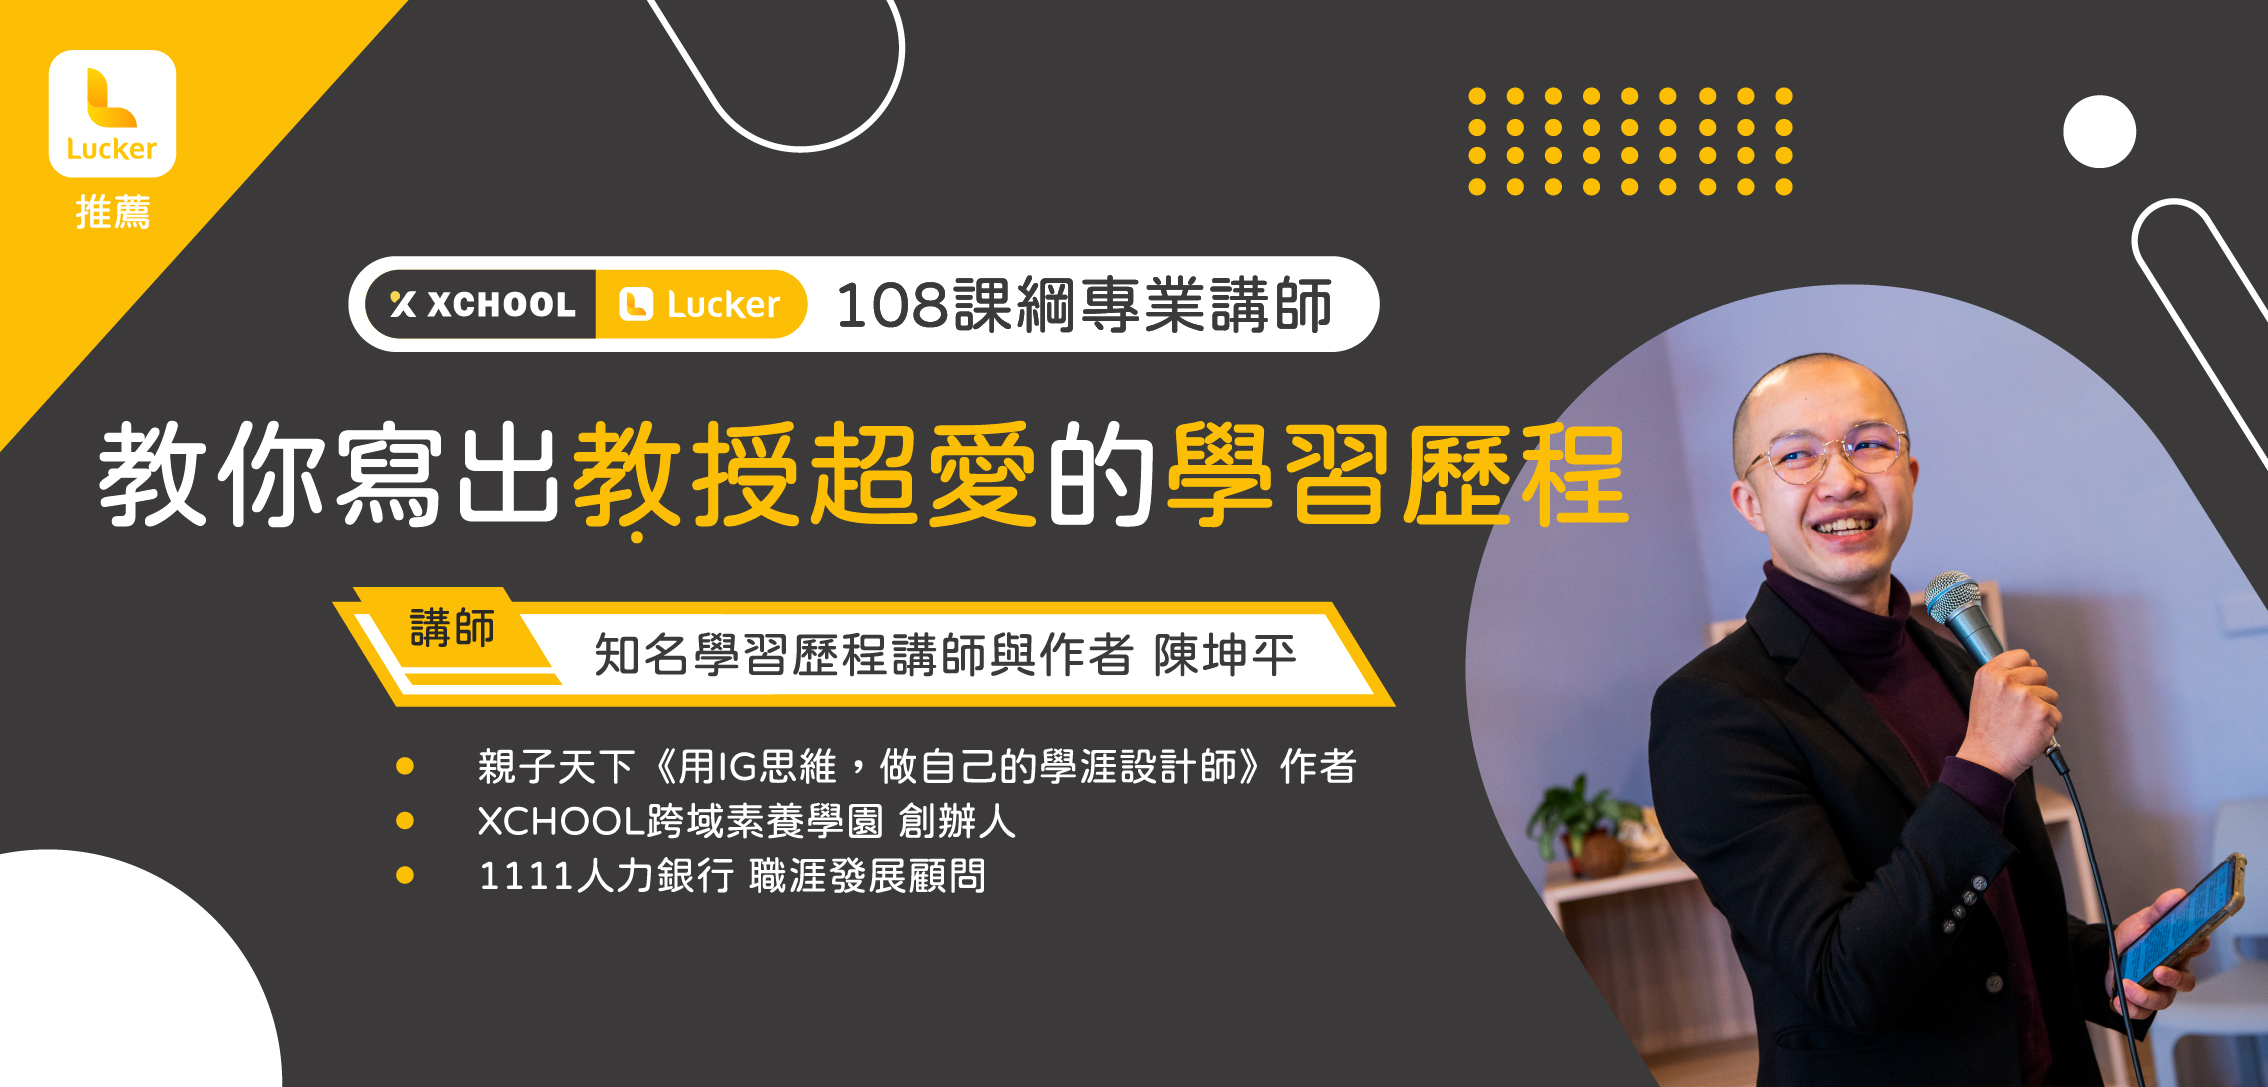 Lucker
推薦
XCHOOL Lucker 108課綱專業講師
教你寫出教授超愛的學習歷程
講師
知名學習歷程講師與作者 陳坤平
親子天下《用IG思維，做自己的學涯設計師》作者
XCHOOL跨域素養學園 創辦人
1111人力銀行 職涯發展顧問